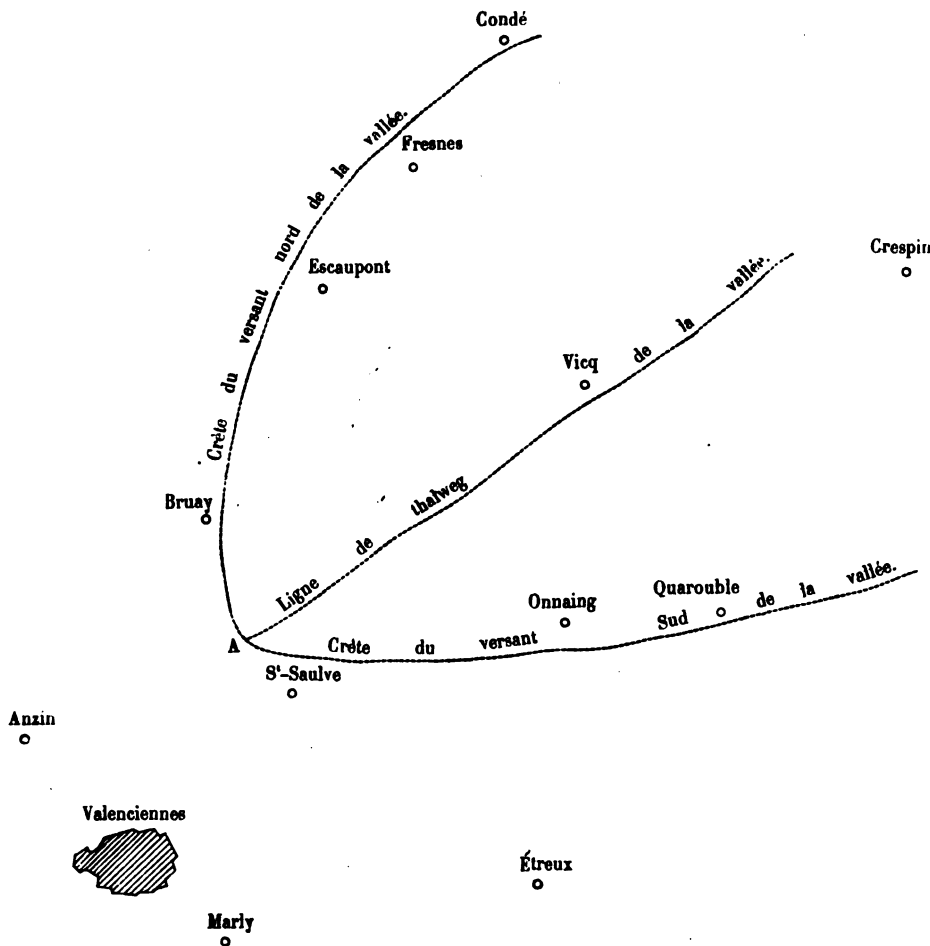 Condé
Fresnes
Crête du versant nord de la vallée.
Escaupont
Crespin
Vicq
Ligne de thalweg de la vallée.
Bruay
Onnaing
Quarouble
A
Crête du versant Sud de la vallée.
St-Saulve
Anzin
Valenciennes
Étreux
Marly